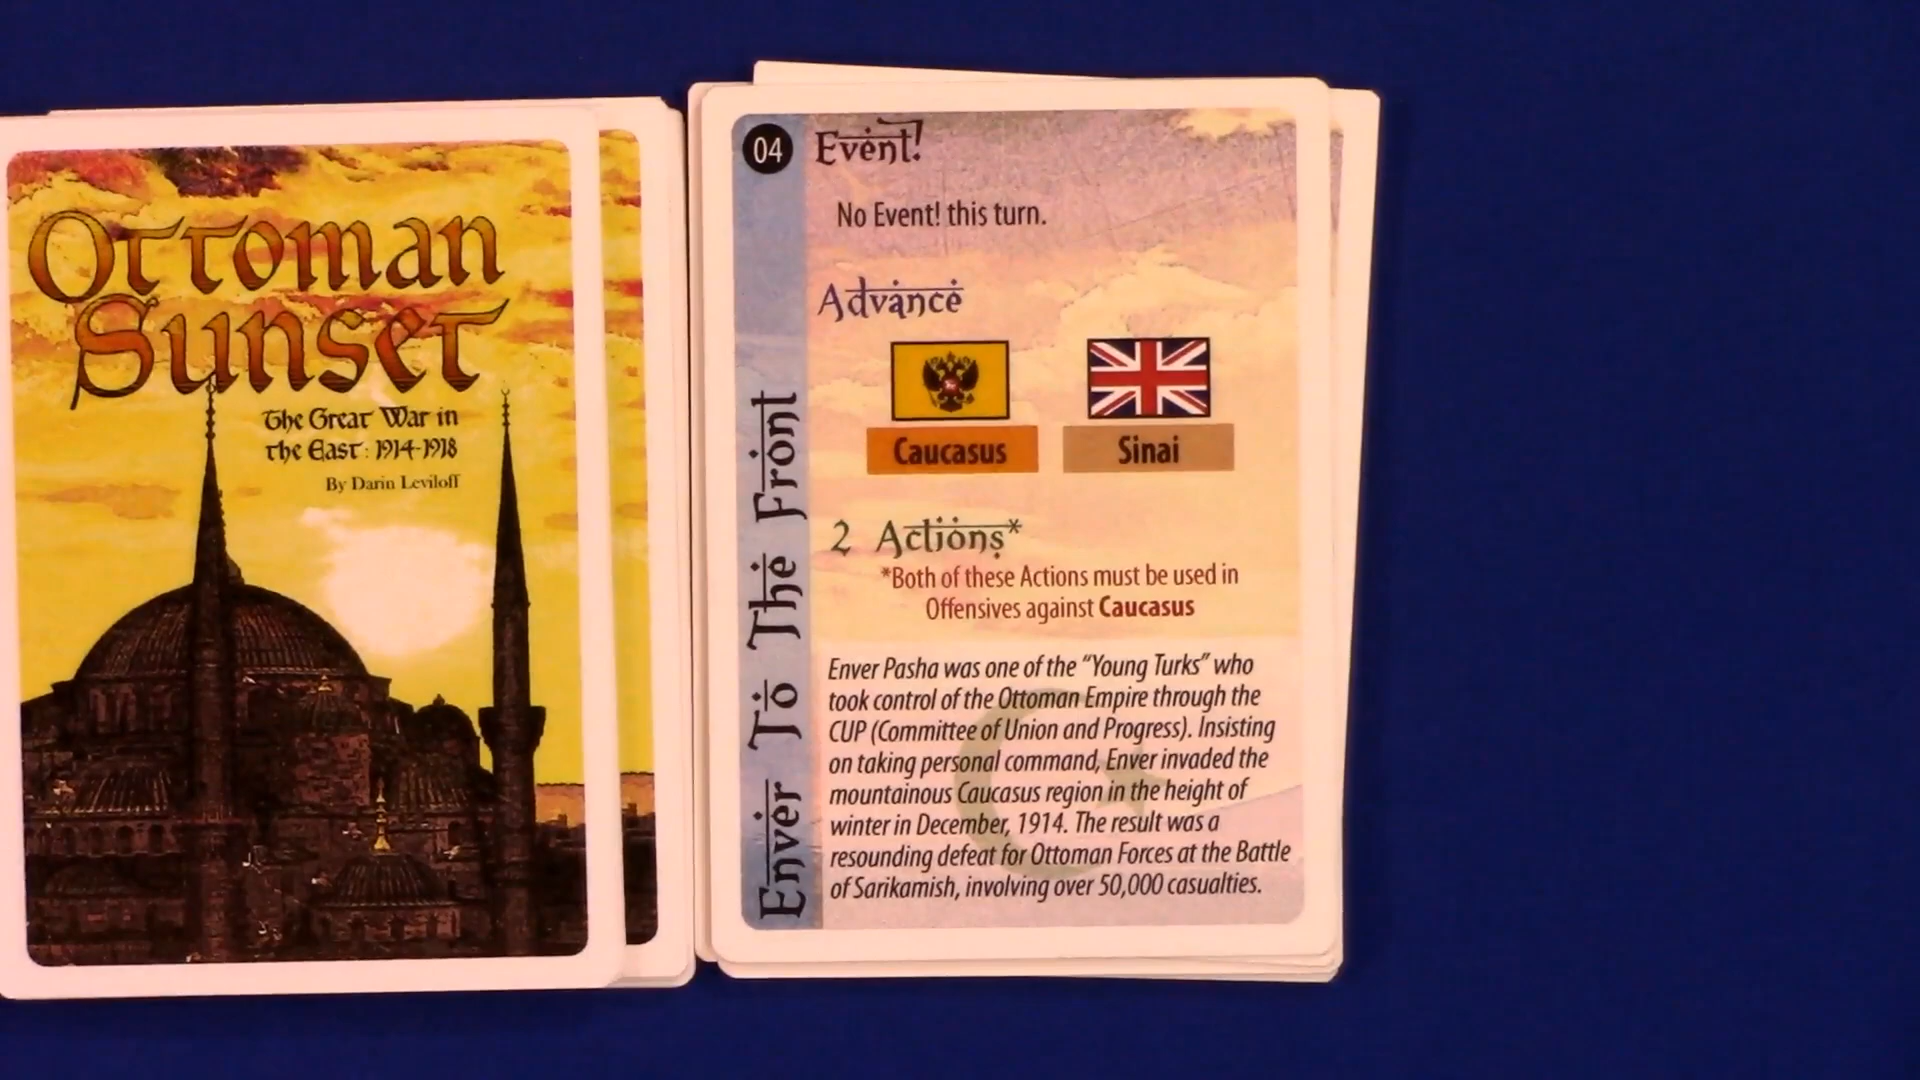 Ottoman
Sunset
The Great War in
the East: 1914-1918
By Darin Leviloff
04
Event!
No Event! this turn.
Advance
Caucasus
Sinai
2 Actions*
*Both of these Actions must be used in
Offensives against Caucasus
Enver To The Front
Enver Pasha was one of the “Young Turks” who
took control of the Ottoman Empire through the
CUP (Committee of Union and Progress). Insisting
on taking personal command, Enver invaded the
mountainous Caucasus region in the height of
winter in December, 1914. The result was a
resounding defeat for Ottoman Forces at the Battle
of Sarikamish, involving over 50,000 casualties.